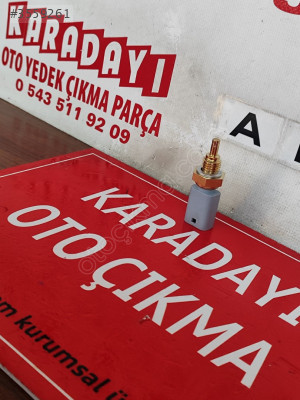 KARADAYI
OTO YEDEK ÇIKMA PARÇA
0 543 511 92 09
A
KARADAYI
OTO ÇIKMA
kurumsal